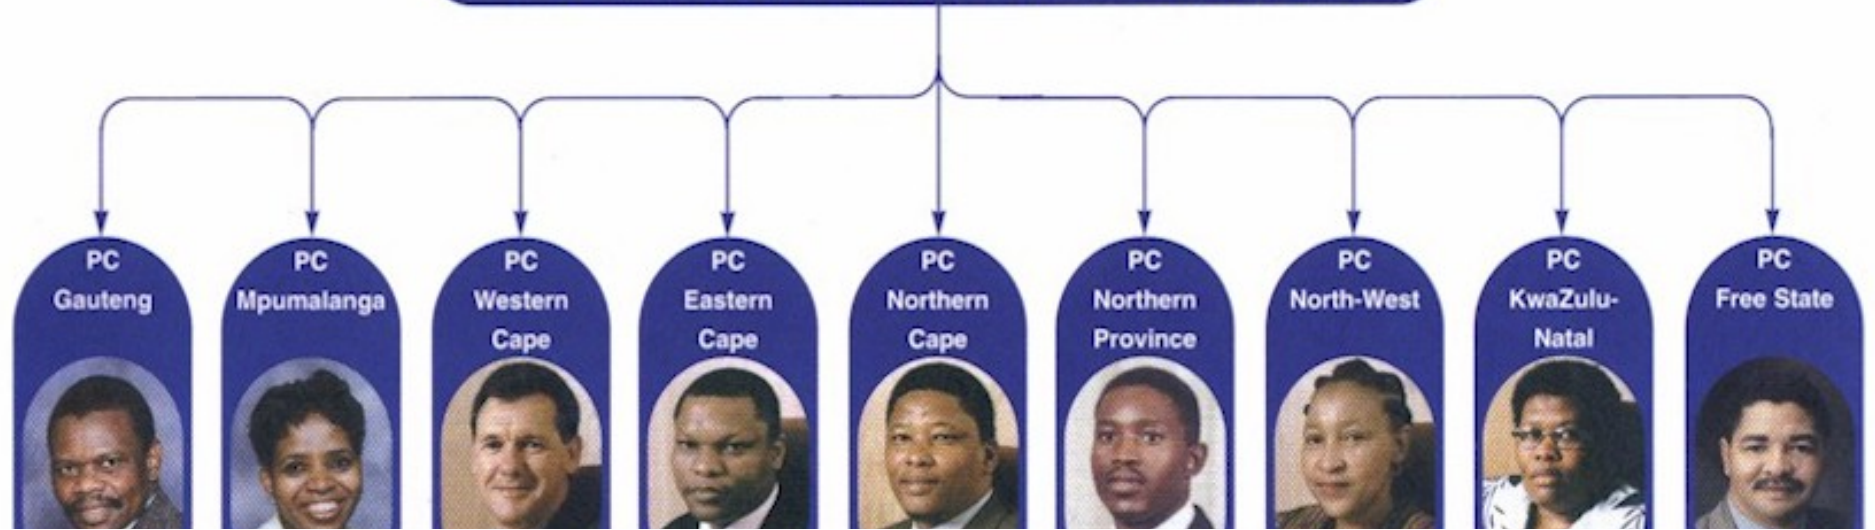 PC
Gauteng
PC
Mpumalanga
PC
Western
Cape
PC
Eastern
Cape
PC
Northern
Cape
PC
Northern
Province
PC
North-West
PC
KwaZulu-
Natal
PC
Free State